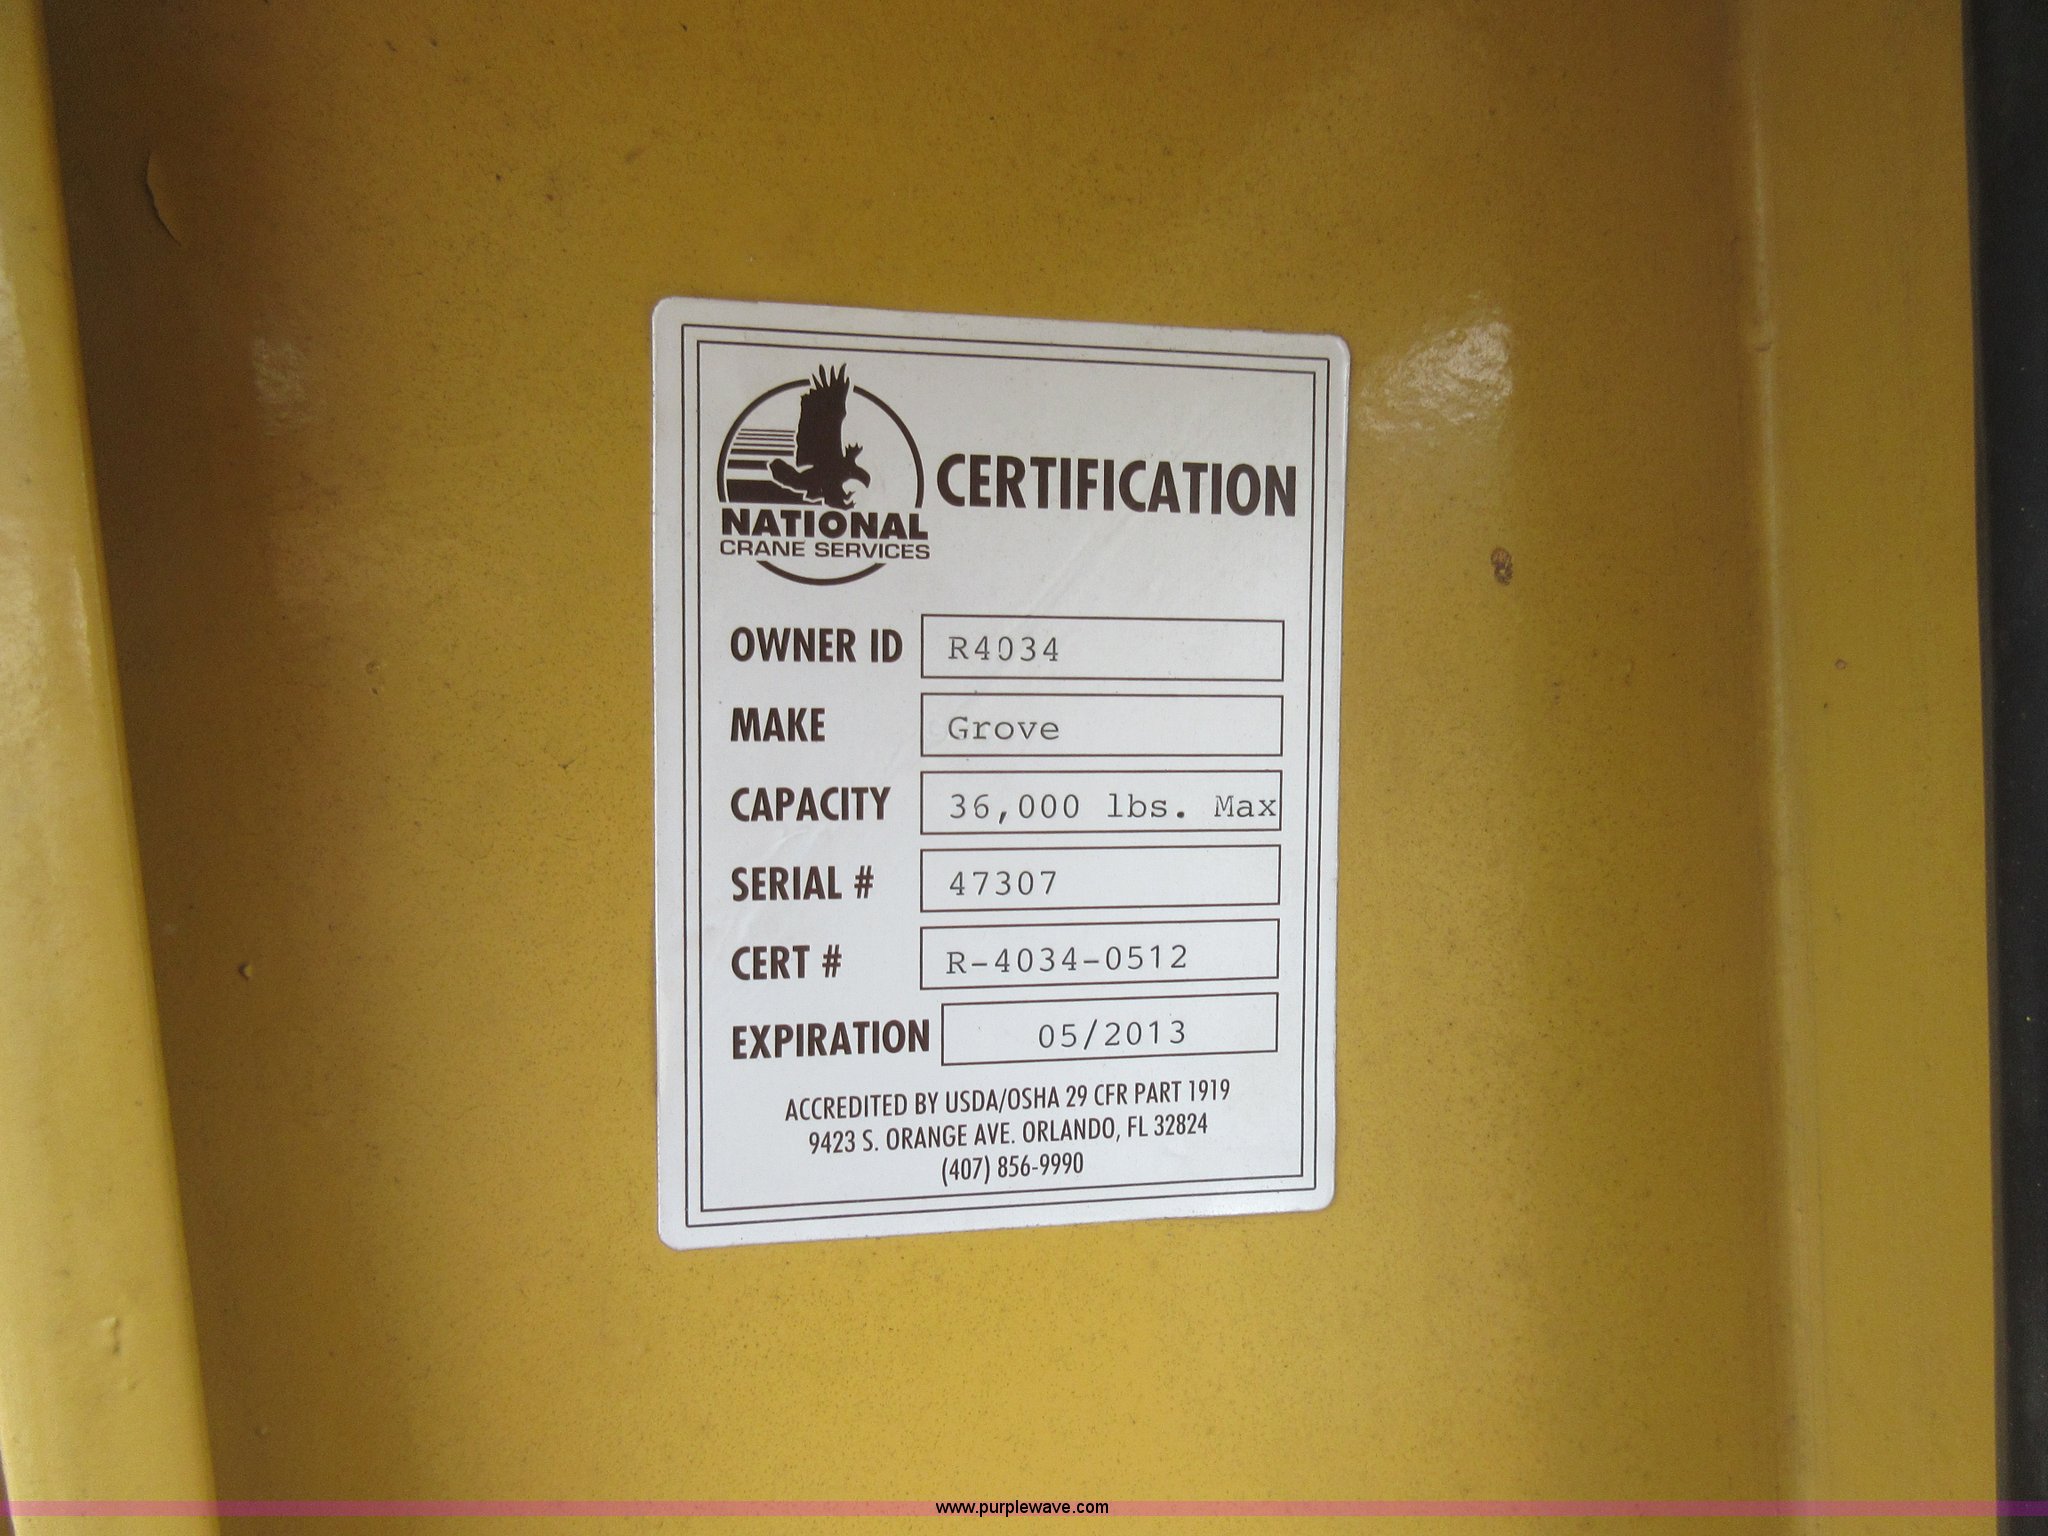 NATIONAL
CRANE SERVICES
CERTIFICATION
OWNER ID R4034
MAKE Grove
CAPACITY 36,000 lbs. Max
SERIAL # 47307
CERT # R-4034-0512
EXPIRATION 05/2013
ACCREDITED BY USDA/OSHA 29 CFR PART 1919
9423 S. ORANGE AVE. ORLANDO, FL 32824
(407) 856-9990
www.purplewave.com